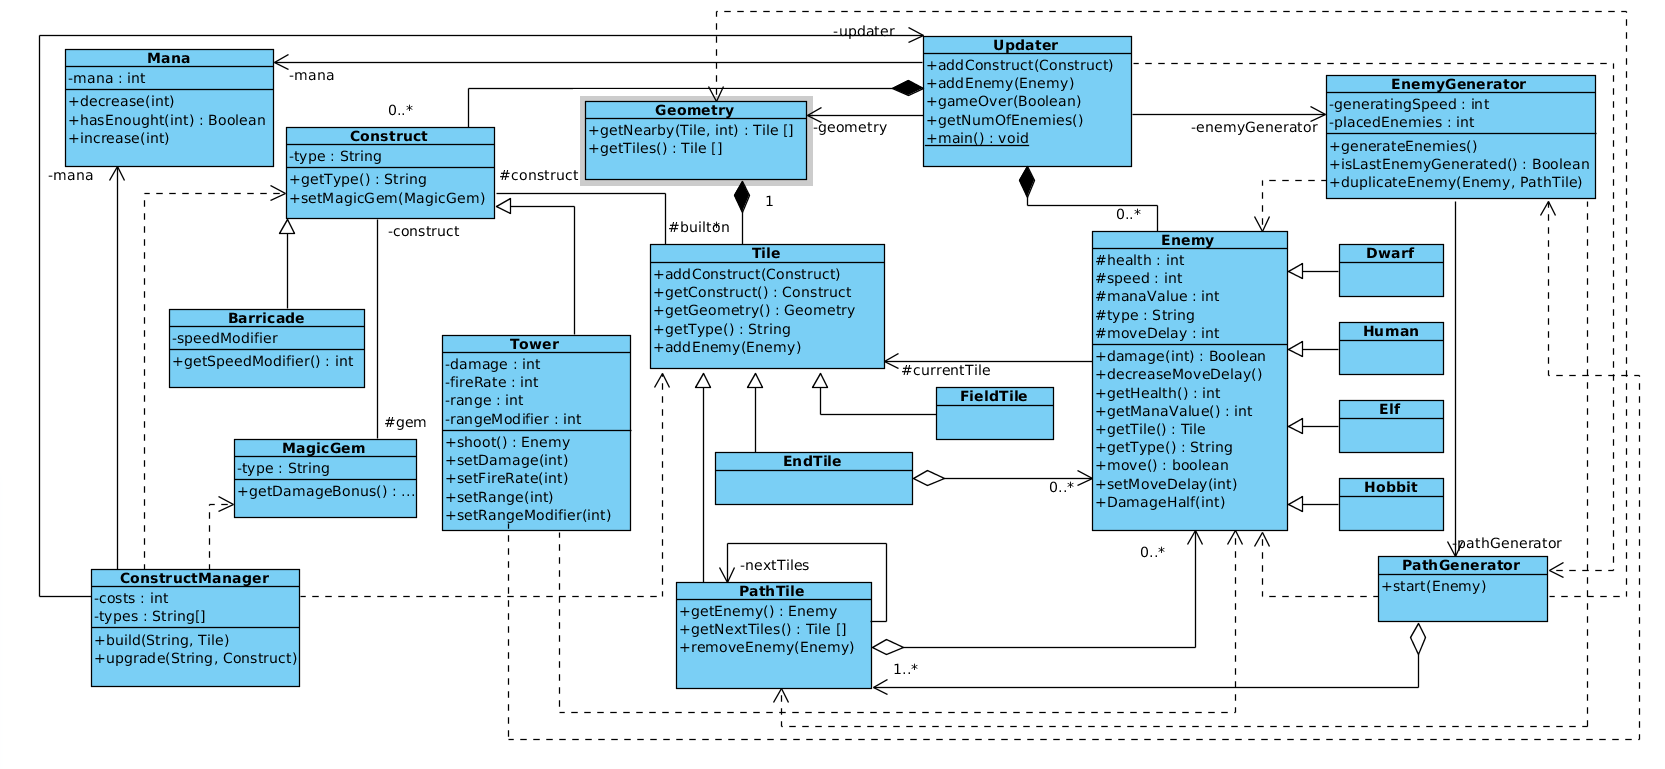 -updater
Mana
-mana : int
+decrease(int)
+hasEnought(int) : Boolean
+increase(int)
-mana
Updater
+addConstruct(Construct)
+addEnemy(Enemy)
+gameOver(Boolean)
+getNumOfEnemies()
+main() : void
EnemyGenerator
-generatingSpeed : int
-placedEnemies : int
+generateEnemies()
+isLastEnemyGenerated() : Boolean
+duplicateEnemy(Enemy, PathTile)
-enemyGenerator
Geometry
+getNearby(Tile, int) : Tile []
+getTiles() : Tile []
-geometry
0..*
Construct
-type : String
+getType() : String
+setMagicGem(MagicGem)
#construct
-mana
1
0..*
#builton
*
-construct
Tile
+addConstruct(Construct)
+getConstruct() : Construct
+getGeometry() : Geometry
+getType() : String
+addEnemy(Enemy)
Enemy
#health : int
#speed : int
#manaValue : int
#type : String
#moveDelay : int
+damage(int) : Boolean
+decreaseMoveDelay()
+getHealth() : int
+getManaValue() : int
+getTile() : Tile
+getType() : String
+move() : boolean
+setMoveDelay(int)
+DamageHalf(int)
Dwarf
Human
Elf
Hobbit
Barricade
-speedModifier
+getSpeedModifier() : int
Tower
-damage : int
-fireRate : int
-range : int
-rangeModifier : int
+shoot() : Enemy
+setDamage(int)
+setFireRate(int)
+setRange(int)
+setRangeModifier(int)
#currentTile
FieldTile
#gem
MagicGem
-type : String
+getDamageBonus() : ...
EndTile
0..*
0..*
-pathGenerator
PathGenerator
+start(Enemy)
-nextTiles
PathTile
+getEnemy() : Enemy
+getNextTiles() : Tile []
+removeEnemy(Enemy)
1..*
ConstructManager
-costs : int
-types : String[]
+build(String, Tile)
+upgrade(String, Construct)